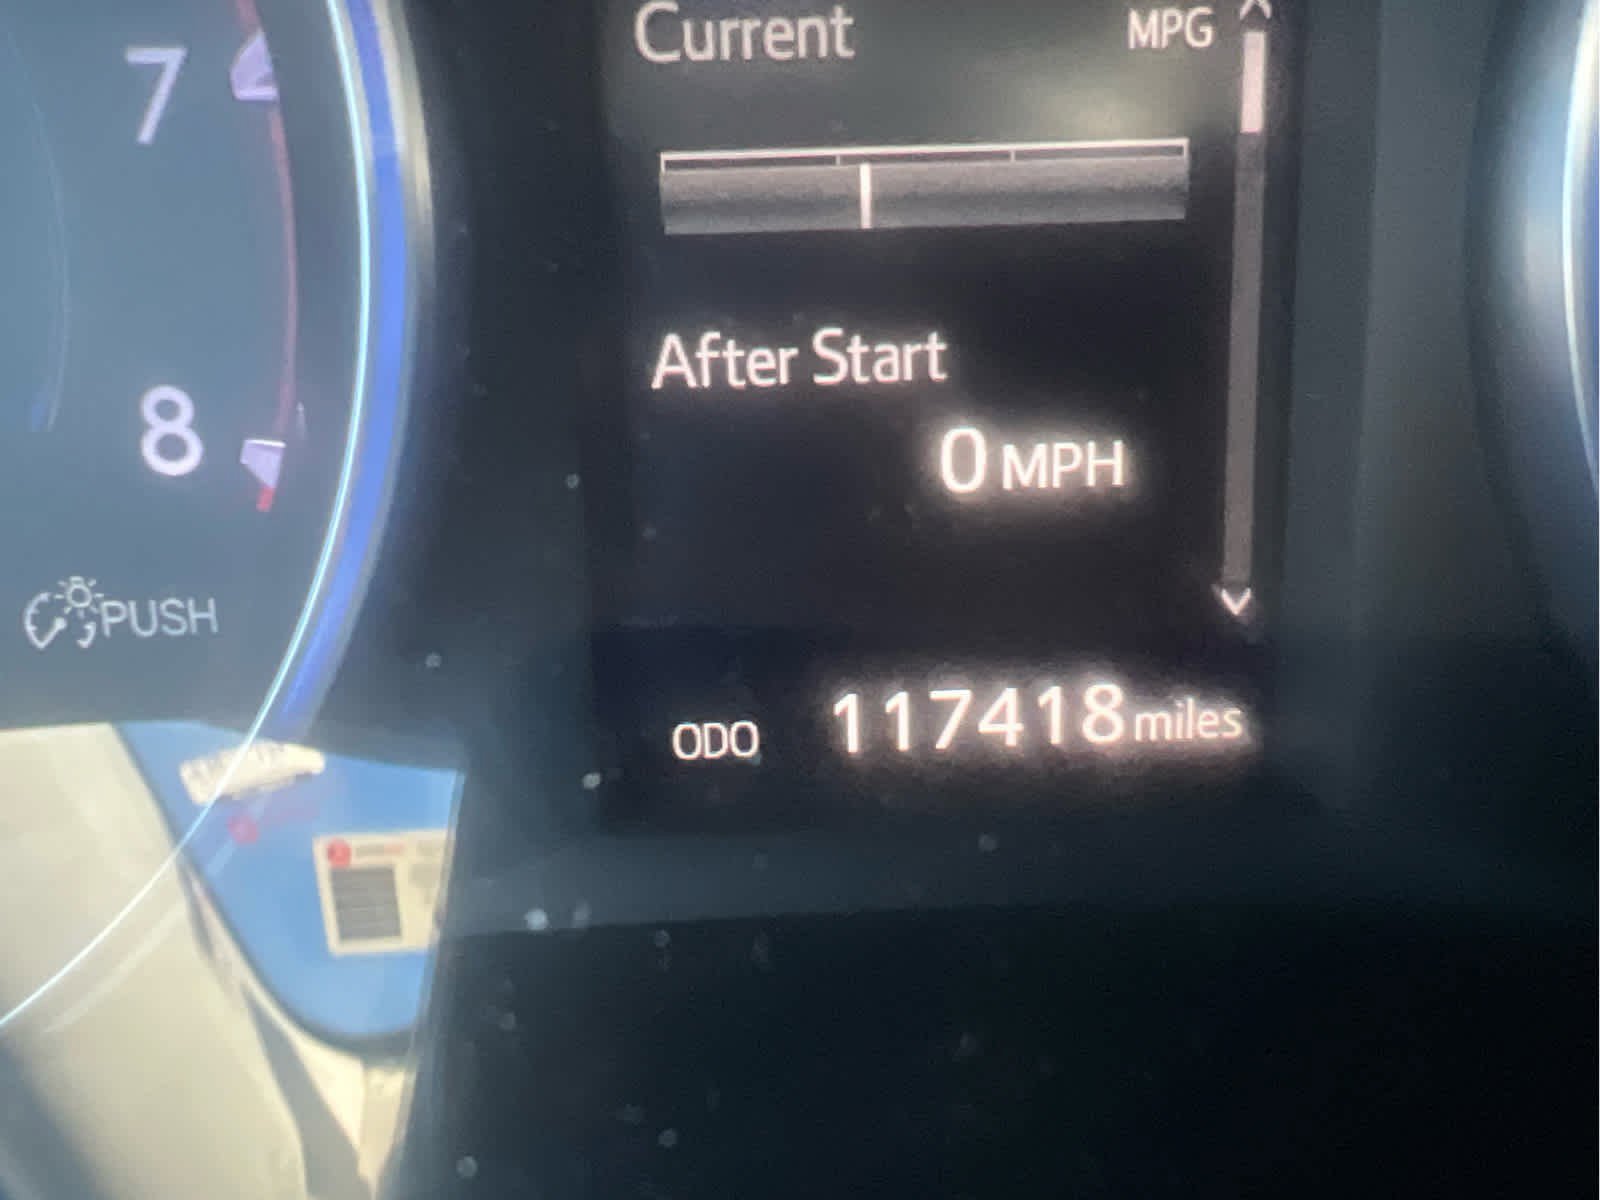 7
8
PUSH
Current MPG
After Start
0 MPH
ODO 117418 miles